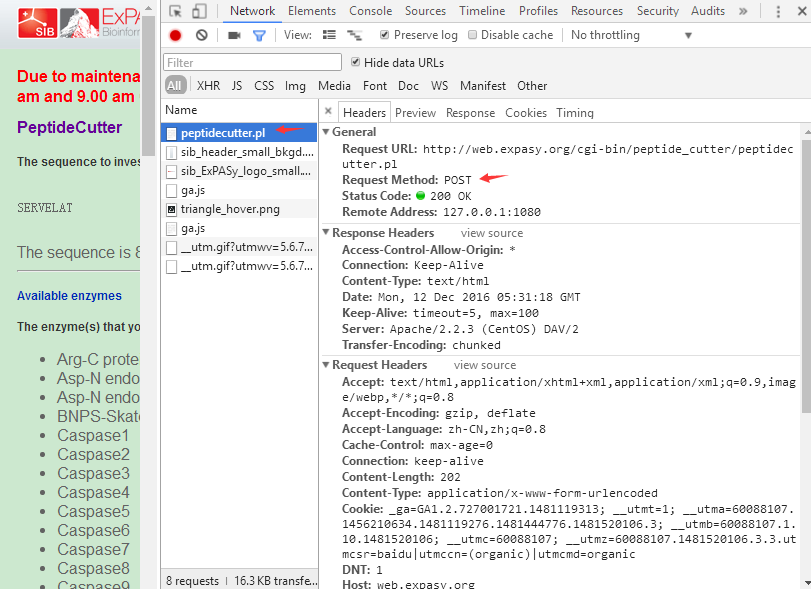 SIB
ExPA
Bioinform
Due to maintena
am and 9.00 am
PeptideCutter
The sequence to inves
SERVELAT
The sequence is 8
Available enzymes
The enzyme(s) that yo
Arg-C prote
Asp-N endo
Asp-N endo
BNPS-Skat
Caspase1
Caspase2
Caspase3
Caspase4
Caspase5
Caspase6
Caspase7
Caspase8
Caspase9
Network Elements Console Sources Timeline Profiles Resources Security Audits »
View: Preserve log Disable cache No throttling
Filter Hide data URLs
All XHR JS CSS Img Media Font Doc WS Manifest Other
Name
peptidecutter.pl
sib_header_small_bkgd....
sib_ExPASy_logo_small....
ga.js
triangle_hover.png
ga.js
__utm.gif?utmwv=5.6.7...
__utm.gif?utmwv=5.6.7...
8 requests | 16.3 KB transfe...
× Headers Preview Response Cookies Timing
General
Request URL: http://web.expasy.org/cgi-bin/peptide_cutter/peptidec
utter.pl
Request Method: POST
Status Code: 200 OK
Remote Address: 127.0.0.1:1080
Response Headers view source
Access-Control-Allow-Origin: *
Connection: Keep-Alive
Content-Type: text/html
Date: Mon, 12 Dec 2016 05:31:18 GMT
Keep-Alive: timeout=5, max=100
Server: Apache/2.2.3 (CentOS) DAV/2
Transfer-Encoding: chunked
Request Headers view source
Accept: text/html,application/xhtml+xml,application/xml;q=0.9,imag
e/webp,*/*;q=0.8
Accept-Encoding: gzip, deflate
Accept-Language: zh-CN,zh;q=0.8
Cache-Control: max-age=0
Connection: keep-alive
Content-Length: 202
Content-Type: application/x-www-form-urlencoded
Cookie: _ga=GA1.2.727001721.1481119313; __utmt=1; __utma=60088107.
1456210634.1481119276.1481444776.1481520106.3; __utmb=60088107.1.
10.1481520106; __utmc=60088107; __utmz=60088107.1481520106.3.3.ut
mcsr=baidu|utmccn=(organic)|utmcmd=organic
DNT: 1
Host: web.expasy.org